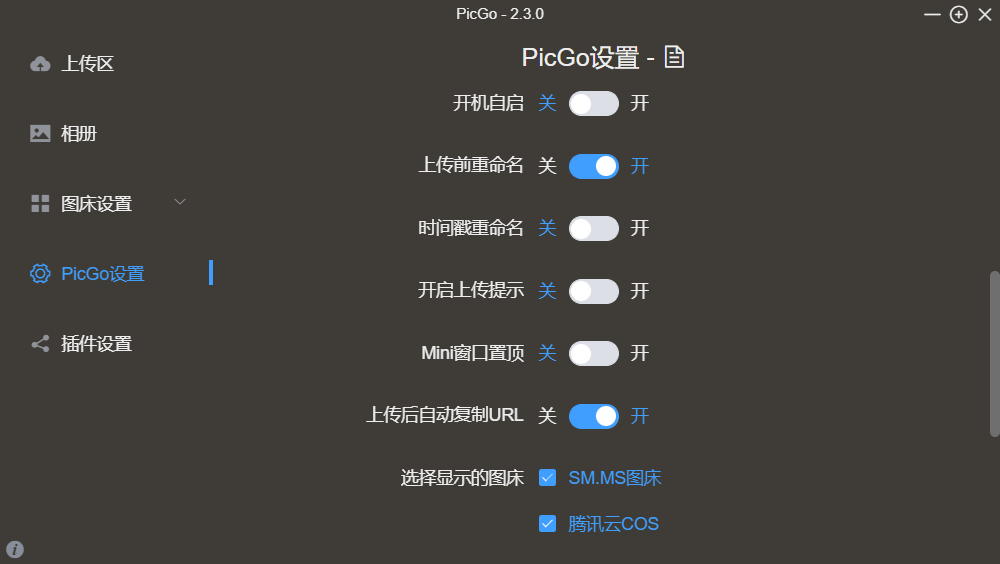 PicGo - 2.3.0
上传区
相册
图床设置
PicGo设置
插件设置
PicGo设置 -
开机自启 关 开
上传前重命名 关 开
时间戳重命名 关 开
开启上传提示 关 开
Mini窗口置顶 关 开
上传后自动复制URL 关 开
选择显示的图床 SM.MS图床
腾讯云COS